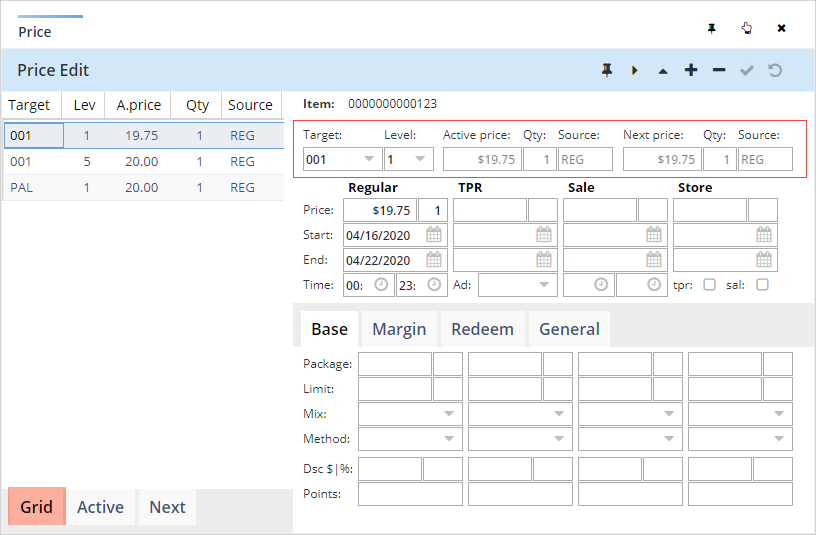 Price
Price Edit
Target Lev A.price Qty Source
001 1 19.75 1 REG
001 5 20.00 1 REG
PAL 1 20.00 1 REG
Grid Active Next
Item: 0000000000123
Target: Level: Active price: Qty: Source: Next price: Qty: Source:
001 1 $19.75 1 REG $19.75 1 REG
Regular TPR Sale Store
Price: $19.75 1
Start: 04/16/2020
End: 04/22/2020
Time: 00: 23: Ad: tpr: sal:
Base Margin Redeem General
Package:
Limit:
Mix:
Method:
Dsc $|%:
Points: